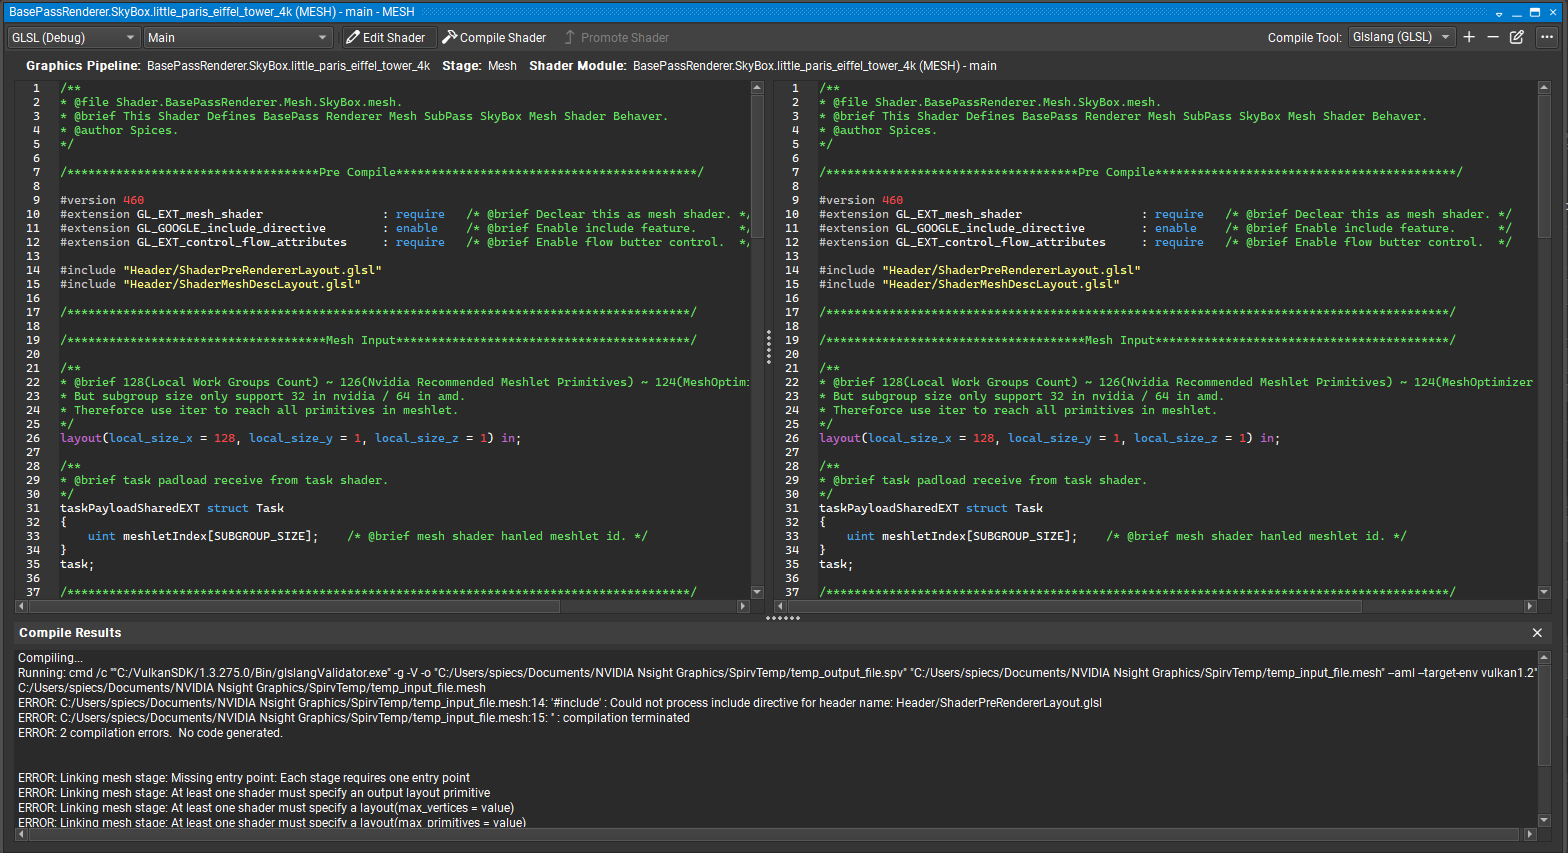 BasePassRenderer.SkyBox.little_paris_eiffel_tower_4k (MESH) - main - MESH
GLSL (Debug) Main Edit Shader Compile Shader Promote Shader Compile Tool: Glslang (GLSL)
Graphics Pipeline: BasePassRenderer.SkyBox.little_paris_eiffel_tower_4k Stage: Mesh Shader Module: BasePassRenderer.SkyBox.little_paris_eiffel_tower_4k (MESH) - main
1 /**
2 * @file Shader.BasePassRenderer.Mesh.SkyBox.mesh.
3 * @brief This Shader Defines BasePass Renderer Mesh SubPass SkyBox Mesh Shader Behaver.
4 * @author Spices.
5 */
6
7 /************************************Pre Compile*******************************************/
8
9 #version 460
10 #extension GL_EXT_mesh_shader : require /* @brief Declear this as mesh shader. */
11 #extension GL_GOOGLE_include_directive : enable /* @brief Enable include feature. */
12 #extension GL_EXT_control_flow_attributes : require /* @brief Enable flow butter control. */
13
14 #include "Header/ShaderPreRendererLayout.glsl"
15 #include "Header/ShaderMeshDescLayout.glsl"
16
17 /*****************************************************************************************/
18
19 /*************************************Mesh Input******************************************/
20
21 /**
22 * @brief 128(Local Work Groups Count) ~ 126(Nvidia Recommended Meshlet Primitives) ~ 124(MeshOptimi
23 * But subgroup size only support 32 in nvidia / 64 in amd.
24 * Thereforce use iter to reach all primitives in meshlet.
25 */
26 layout(local_size_x = 128, local_size_y = 1, local_size_z = 1) in;
27
28 /**
29 * @brief task padload receive from task shader.
30 */
31 taskPayloadSharedEXT struct Task
32 {
33 uint meshletIndex[SUBGROUP_SIZE]; /* @brief mesh shader hanled meshlet id. */
34 }
35 task;
36
37 /*****************************************************************************************/
1 /**
2 * @file Shader.BasePassRenderer.Mesh.SkyBox.mesh.
3 * @brief This Shader Defines BasePass Renderer Mesh SubPass SkyBox Mesh Shader Behaver.
4 * @author Spices.
5 */
6
7 /************************************Pre Compile*******************************************/
8
9 #version 460
10 #extension GL_EXT_mesh_shader : require /* @brief Declear this as mesh shader. */
11 #extension GL_GOOGLE_include_directive : enable /* @brief Enable include feature. */
12 #extension GL_EXT_control_flow_attributes : require /* @brief Enable flow butter control. */
13
14 #include "Header/ShaderPreRendererLayout.glsl"
15 #include "Header/ShaderMeshDescLayout.glsl"
16
17 /*****************************************************************************************/
18
19 /*************************************Mesh Input******************************************/
20
21 /**
22 * @brief 128(Local Work Groups Count) ~ 126(Nvidia Recommended Meshlet Primitives) ~ 124(MeshOptimizer
23 * But subgroup size only support 32 in nvidia / 64 in amd.
24 * Thereforce use iter to reach all primitives in meshlet.
25 */
26 layout(local_size_x = 128, local_size_y = 1, local_size_z = 1) in;
27
28 /**
29 * @brief task padload receive from task shader.
30 */
31 taskPayloadSharedEXT struct Task
32 {
33 uint meshletIndex[SUBGROUP_SIZE]; /* @brief mesh shader hanled meshlet id. */
34 }
35 task;
36
37 /*****************************************************************************************/
Compile Results
Compiling...
Running: cmd /c ""C:/VulkanSDK/1.3.275.0/Bin/glslangValidator.exe" -g -V -o "C:/Users/spiecs/Documents/NVIDIA Nsight Graphics/SpirvTemp/temp_output_file.spv" "C:/Users/spiecs/Documents/NVIDIA Nsight Graphics/SpirvTemp/temp_input_file.mesh" --aml --target-env vulkan1.2"
C:/Users/spiecs/Documents/NVIDIA Nsight Graphics/SpirvTemp/temp_input_file.mesh
ERROR: C:/Users/spiecs/Documents/NVIDIA Nsight Graphics/SpirvTemp/temp_input_file.mesh:14: '#include' : Could not process include directive for header name: Header/ShaderPreRendererLayout.glsl
ERROR: C:/Users/spiecs/Documents/NVIDIA Nsight Graphics/SpirvTemp/temp_input_file.mesh:15: '' : compilation terminated
ERROR: 2 compilation errors. No code generated.
ERROR: Linking mesh stage: Missing entry point: Each stage requires one entry point
ERROR: Linking mesh stage: At least one shader must specify an output layout primitive
ERROR: Linking mesh stage: At least one shader must specify a layout(max_vertices = value)
ERROR: Linking mesh stage: At least one shader must specify a layout(max_primitives = value)